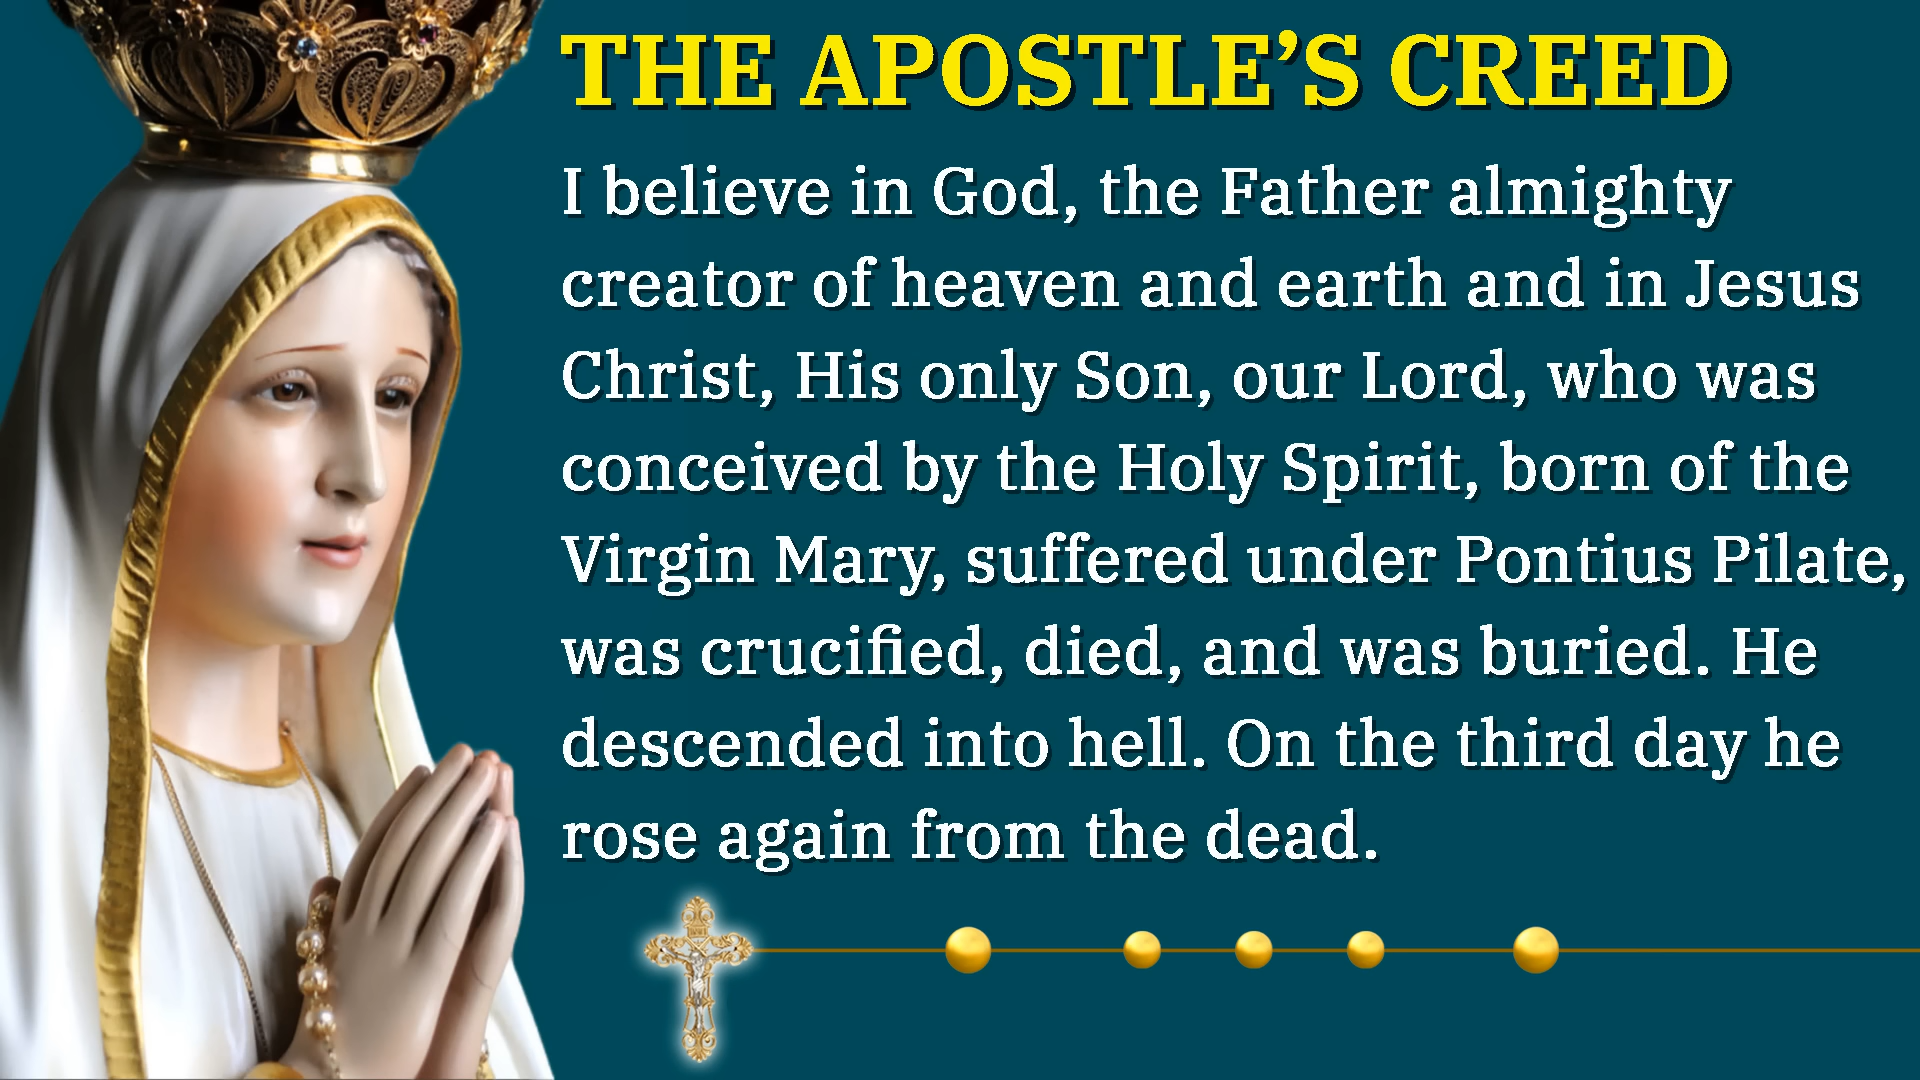 THE APOSTLE’S CREED
I believe in God, the Father almighty
creator of heaven and earth and in Jesus
Christ, His only Son, our Lord, who was
conceived by the Holy Spirit, born of the
Virgin Mary, suffered under Pontius Pilate,
was crucified, died, and was buried. He
descended into hell. On the third day he
rose again from the dead.